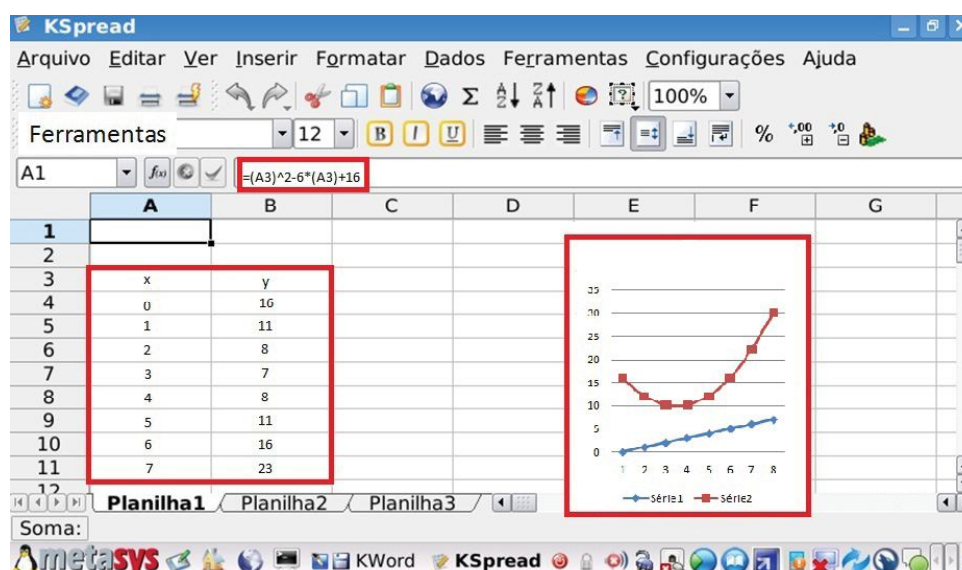 KSpread
Arquivo Editar Ver Inserir Formatar Dados Ferramentas Configurações Ajuda
100%
Ferramentas 12 B I U % 
A1 f(x) =(A3)^2-6*(A3)+16
A B C D E F G
1
2
3 x y
4 0 16
5 1 11
6 2 8
7 3 7
8 4 8
9 5 11
10 6 16
11 7 23
12
35
30
25
20
15
10
5
0
1 2 3 4 5 6 7 8
Série1 Série2
Planilha1 Planilha2 Planilha3
Soma:
metasys KWord KSpread